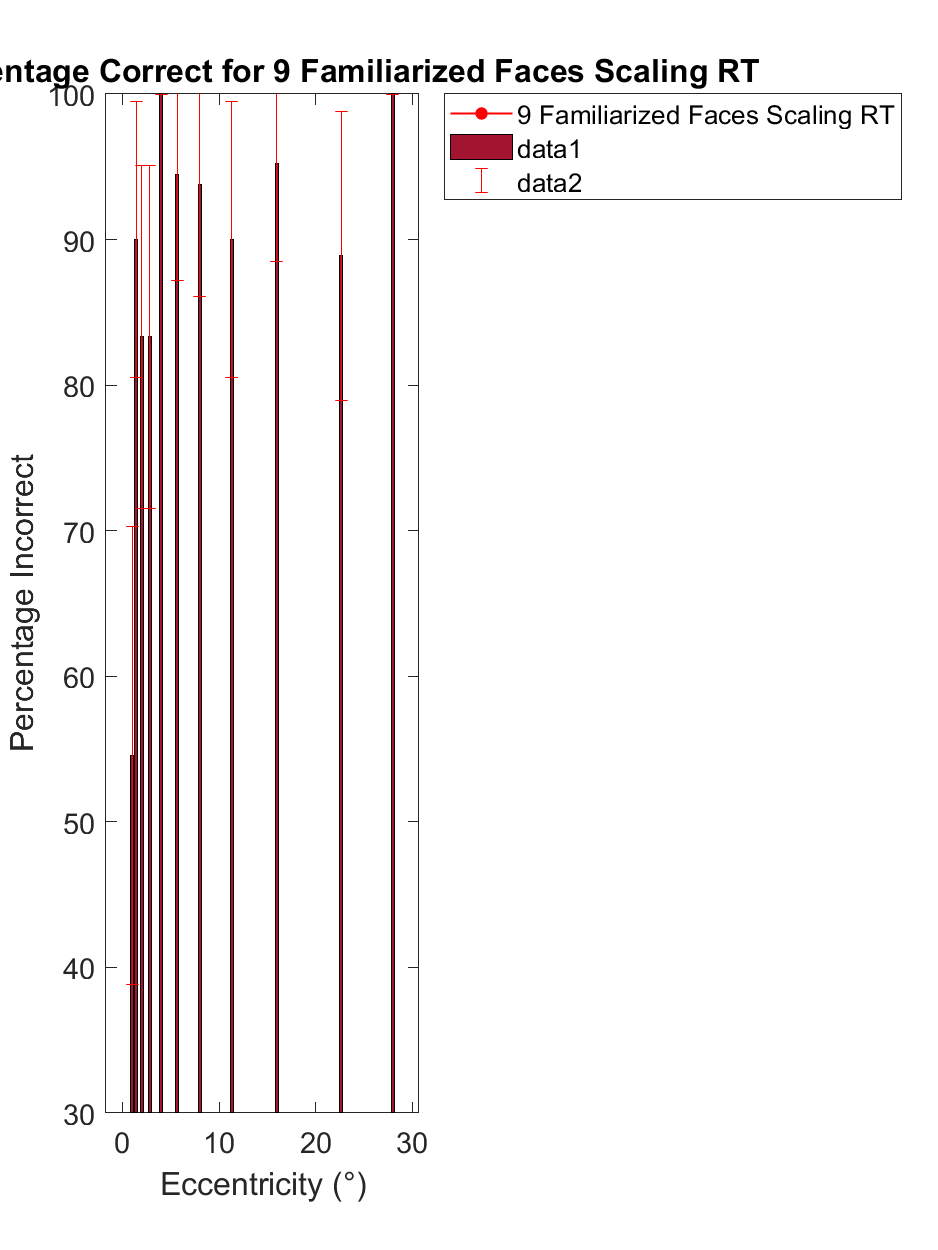 entage Correct for 9 Familiarized Faces Scaling RT
9 Familiarized Faces Scaling RT
data1
data2
100
90
80
70
60
50
40
30
Percentage Incorrect
0 10 20 30
Eccentricity (°)